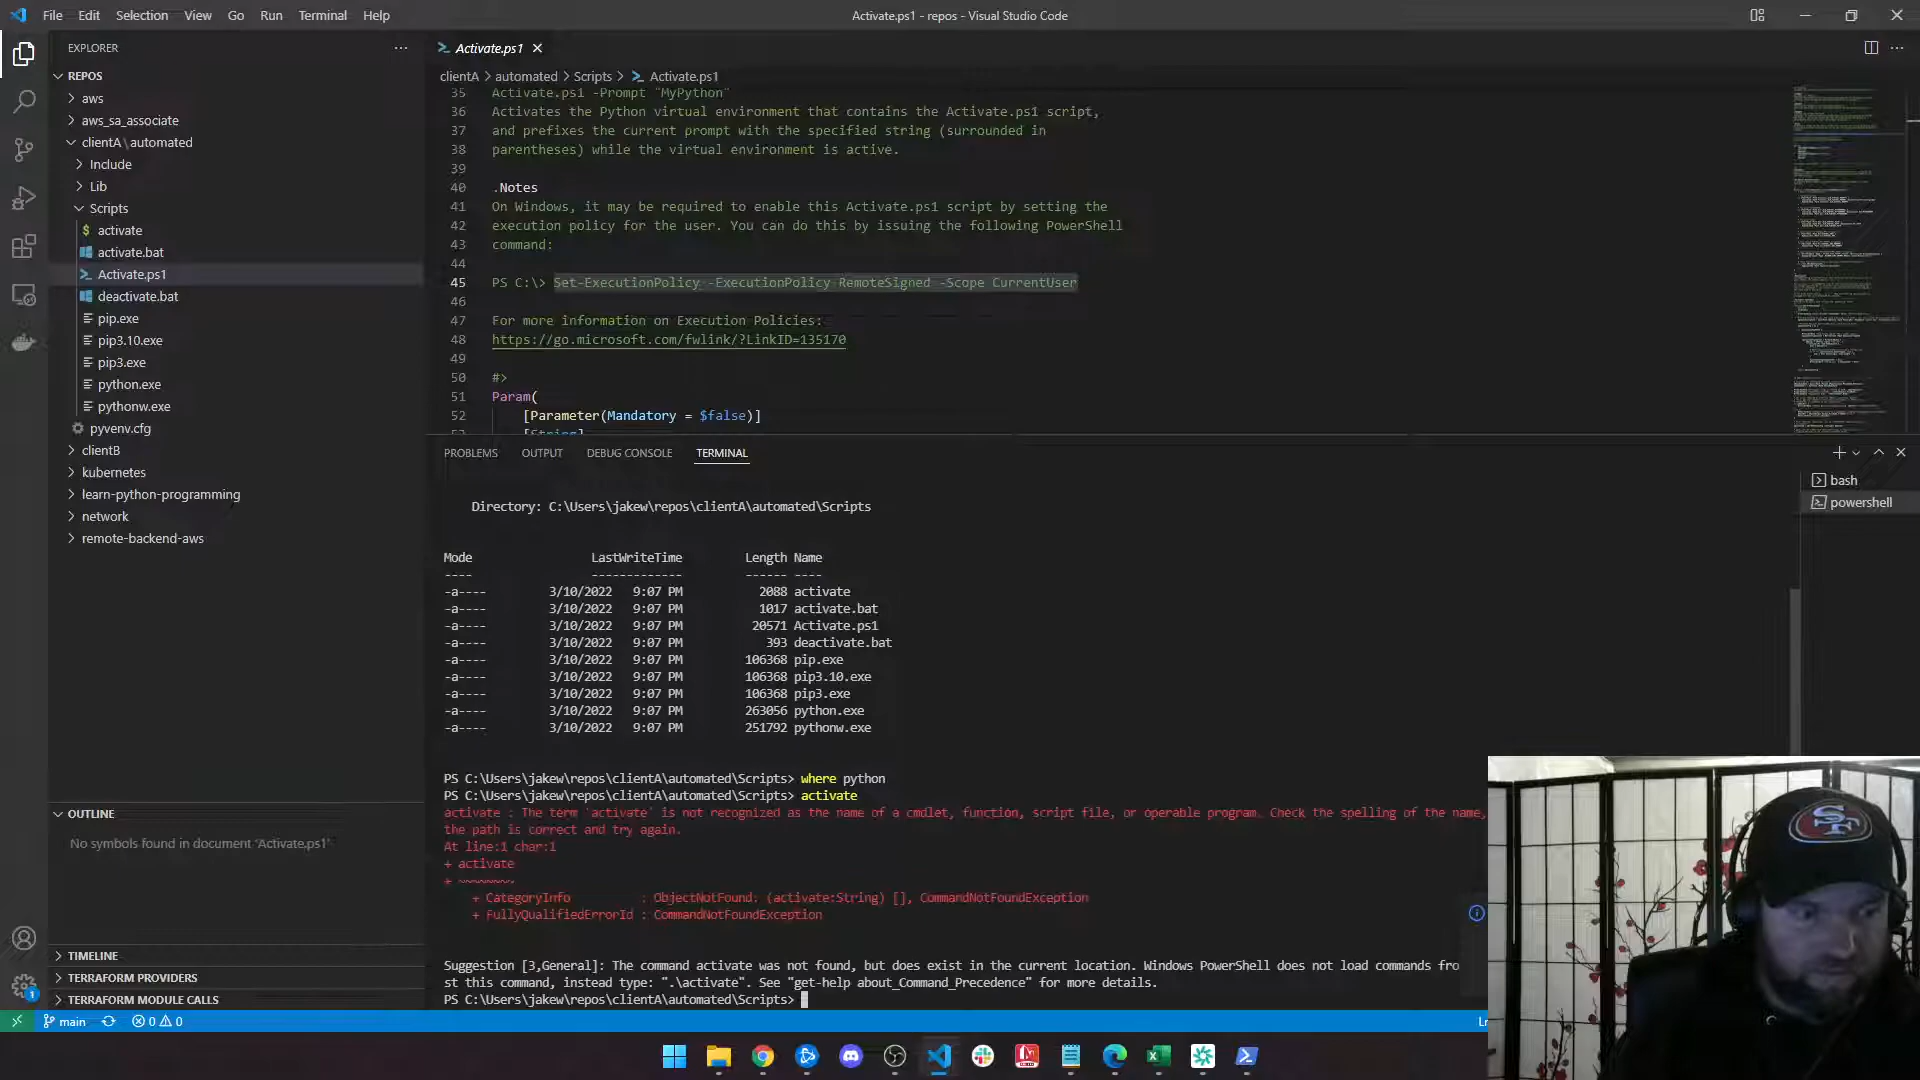 File Edit Selection View Go Run Terminal Help
Activate.ps1 - repos - Visual Studio Code
EXPLORER
REPOS
aws
aws_sa_associate
clientA \ automated
Include
Lib
Scripts
$ activate
activate.bat
Activate.ps1
deactivate.bat
pip.exe
pip3.10.exe
pip3.exe
python.exe
pythonw.exe
pyvenv.cfg
clientB
kubernetes
learn-python-programming
network
remote-backend-aws
OUTLINE
No symbols found in document 'Activate.ps1'
TIMELINE
TERRAFORM PROVIDERS
TERRAFORM MODULE CALLS
Activate.ps1
clientA > automated > Scripts > Activate.ps1
35 Activate.ps1 -Prompt "MyPython"
36 Activates the Python virtual environment that contains the Activate.ps1 script,
37 and prefixes the current prompt with the specified string (surrounded in
38 parentheses) while the virtual environment is active.
39
40 .Notes
41 On Windows, it may be required to enable this Activate.ps1 script by setting the
42 execution policy for the user. You can do this by issuing the following PowerShell
43 command:
44
45 PS C:\> Set-ExecutionPolicy -ExecutionPolicy RemoteSigned -Scope CurrentUser
46
47 For more information on Execution Policies:
48 https://go.microsoft.com/fwlink/?LinkID=135170
49
50 #>
51 Param(
52 [Parameter(Mandatory = $false)]
[String]
PROBLEMS OUTPUT DEBUG CONSOLE TERMINAL
bash
powershell
Directory: C:\Users\jakew\repos\clientA\automated\Scripts
Mode LastWriteTime Length Name
---- ------------- ------ ----
-a---- 3/10/2022 9:07 PM 2088 activate
-a---- 3/10/2022 9:07 PM 1017 activate.bat
-a---- 3/10/2022 9:07 PM 20571 Activate.ps1
-a---- 3/10/2022 9:07 PM 393 deactivate.bat
-a---- 3/10/2022 9:07 PM 106368 pip.exe
-a---- 3/10/2022 9:07 PM 106368 pip3.10.exe
-a---- 3/10/2022 9:07 PM 106368 pip3.exe
-a---- 3/10/2022 9:07 PM 263056 python.exe
-a---- 3/10/2022 9:07 PM 251792 pythonw.exe
PS C:\Users\jakew\repos\clientA\automated\Scripts> where python
PS C:\Users\jakew\repos\clientA\automated\Scripts> activate
activate : The term 'activate' is not recognized as the name of a cmdlet, function, script file, or operable program. Check the spelling of the name,
the path is correct and try again.
At line:1 char:1
+ activate
+ ~~~~~~~~
+ CategoryInfo : ObjectNotFound: (activate:String) [], CommandNotFoundException
+ FullyQualifiedErrorId : CommandNotFoundException
Suggestion [3,General]: The command activate was not found, but does exist in the current location. Windows PowerShell does not load commands fro
st this command, instead type: ".\activate". See "get-help about_Command_Precedence" for more details.
PS C:\Users\jakew\repos\clientA\automated\Scripts>
SF
1
main 0 0
Ln